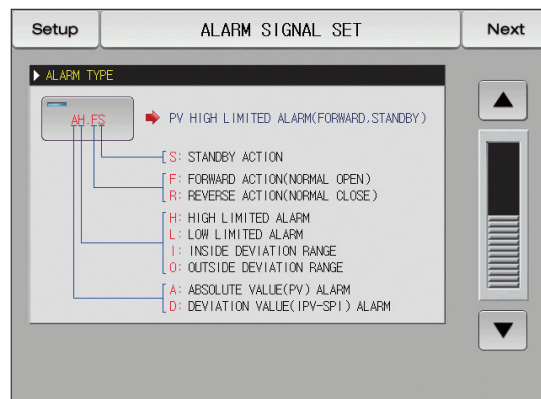 Setup
ALARM SIGNAL SET
Next
ALARM TYPE
AH.FS
PV HIGH LIMITED ALARM(FORWARD,STANDBY)
S: STANDBY ACTION
F: FORWARD ACTION(NORMAL OPEN)
R: REVERSE ACTION(NORMAL CLOSE)
H: HIGH LIMITED ALARM
L: LOW LIMITED ALARM
I: INSIDE DEVIATION RANGE
O: OUTSIDE DEVIATION RANGE
A: ABSOLUTE VALUE(PV) ALARM
D: DEVIATION VALUE(IPV-SPI) ALARM